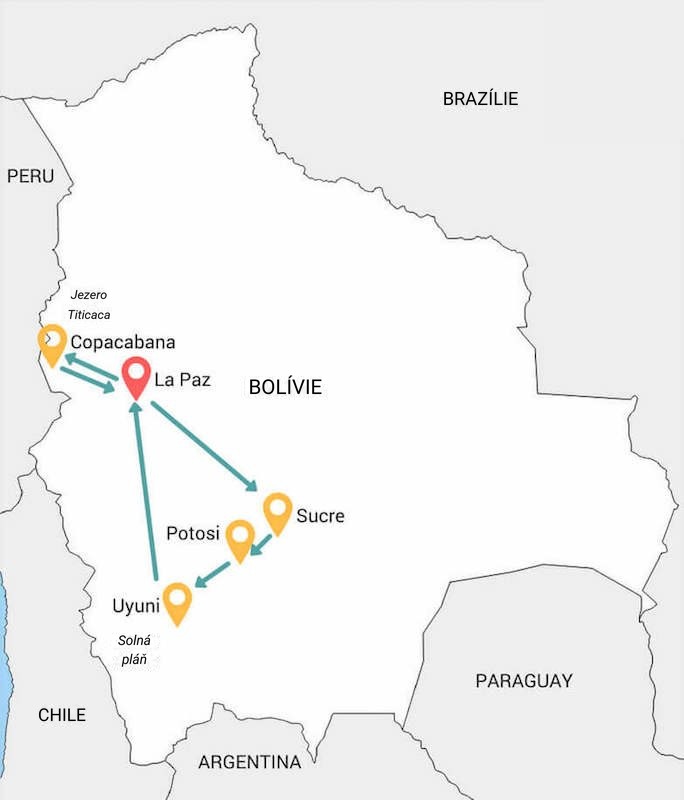 BRAZÍLIE
PERU
Jezero
Titicaca
Copacabana
La Paz
BOLÍVIE
Sucre
Potosi
Uyuni
Solná
pláň
PARAGUAY
CHILE
ARGENTINA